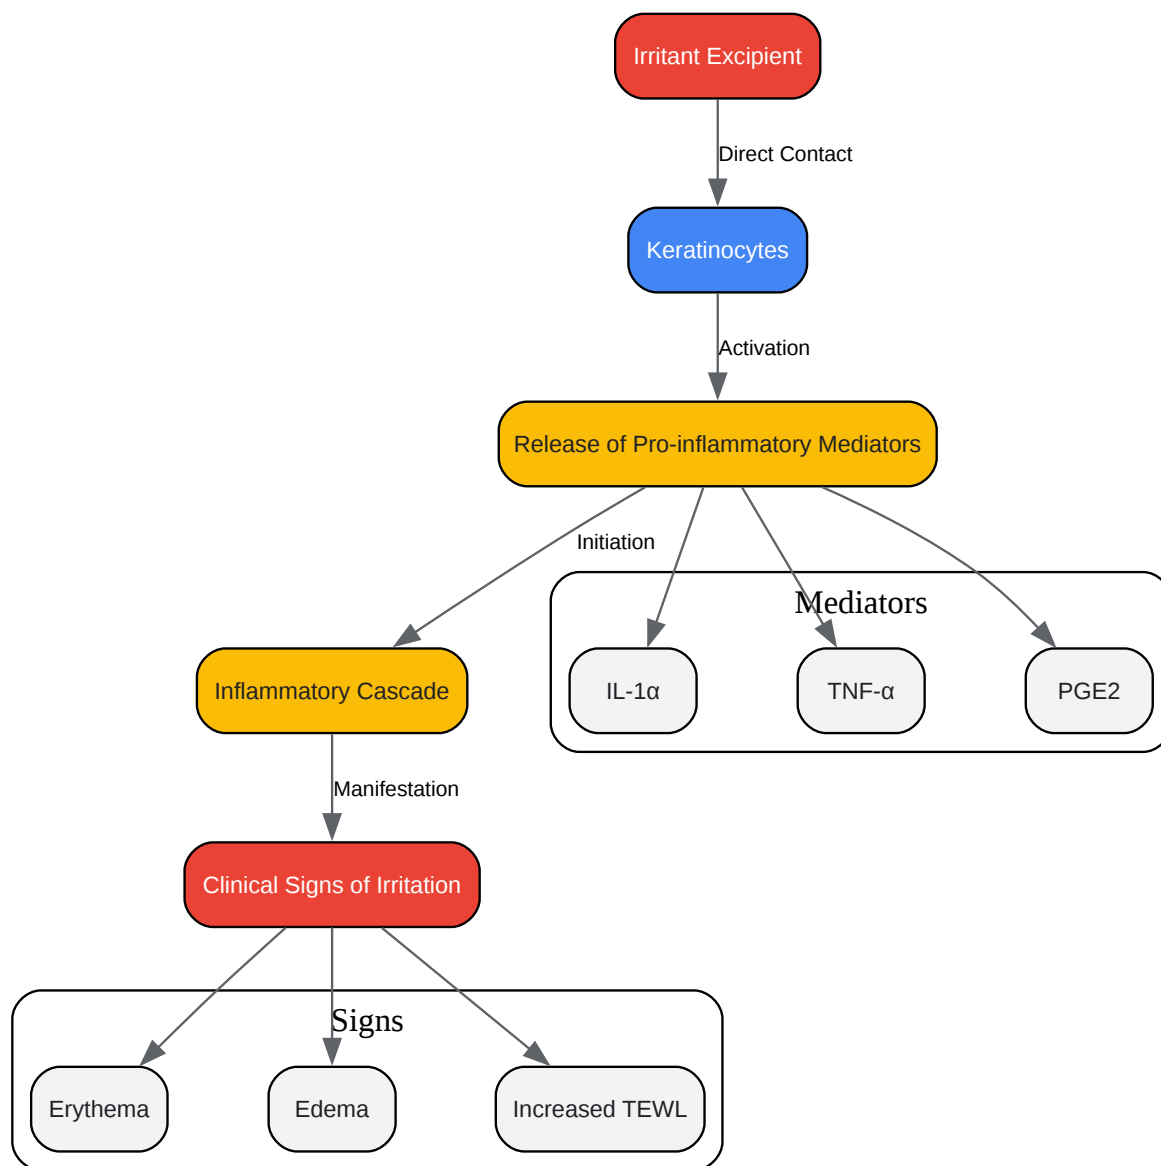 Irritant Excipient
Direct Contact
Keratinocytes
Activation
Release of Pro-inflammatory Mediators
Initiation
Mediators
Inflammatory Cascade
IL-1α
TNF-α
PGE2
Manifestation
Clinical Signs of Irritation
Signs
Erythema
Edema
Increased TEWL